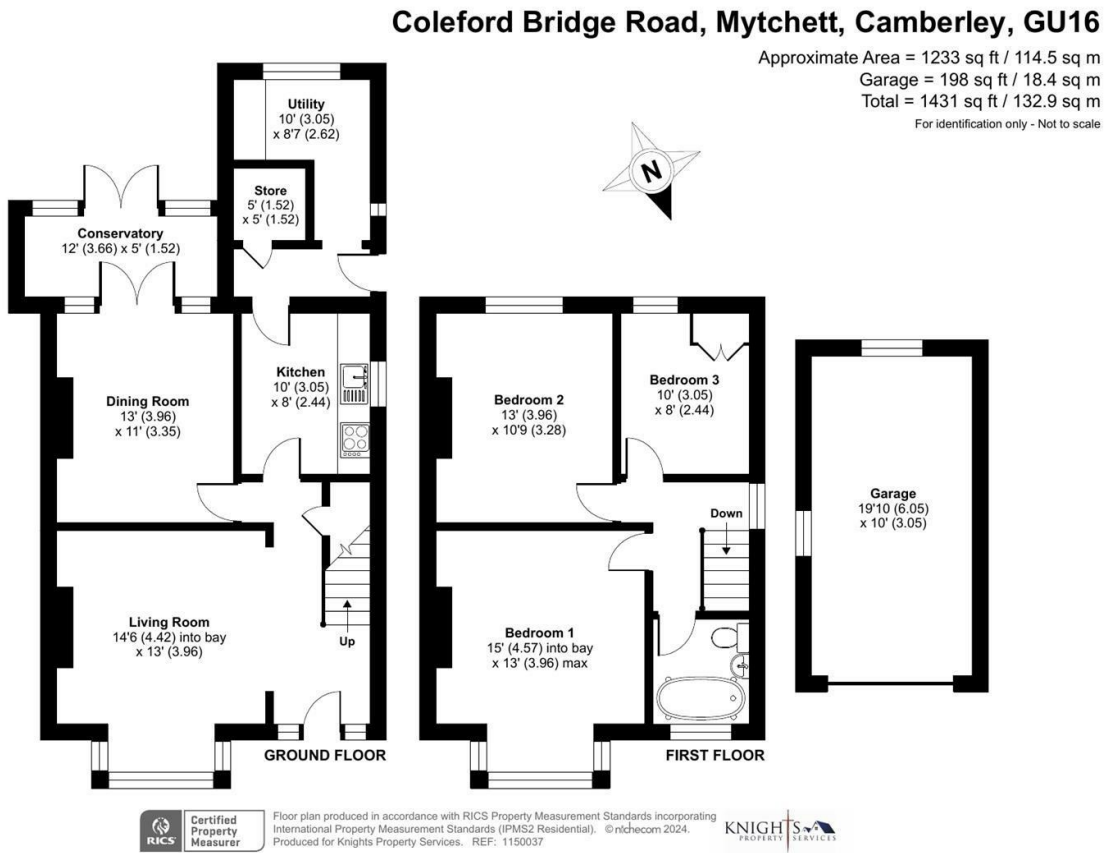 Coleford Bridge Road, Mytchett, Camberley, GU16
Approximate Area = 1233 sq ft / 114.5 sq m
Garage = 198 sq ft / 18.4 sq m
Total = 1431 sq ft / 132.9 sq m
For identification only - Not to scale
Utility
10' (3.05)
x 8'7 (2.62)
N
Store
5' (1.52)
x 5' (1.52)
Conservatory
12' (3.66) x 5' (1.52)
Kitchen
10' (3.05)
x 8' (2.44)
Dining Room
13' (3.96)
x 11' (3.35)
Bedroom 2
13' (3.96)
x 10'9 (3.28)
Bedroom 3
10' (3.05)
x 8' (2.44)
Garage
19'10 (6.05)
x 10' (3.05)
Down
Living Room
14'6 (4.42) into bay
x 13' (3.96)
Up
Bedroom 1
15' (4.57) into bay
x 13' (3.96) max
GROUND FLOOR
FIRST FLOOR
RICS
Certified
Property
Measurer
Floor plan produced in accordance with RICS Property Measurement Standards incorporating
International Property Measurement Standards (IPMS2 Residential). © nichecom 2024.
Produced for Knights Property Services. REF: 1150037
KNIGHTS
PROPERTY SERVICES